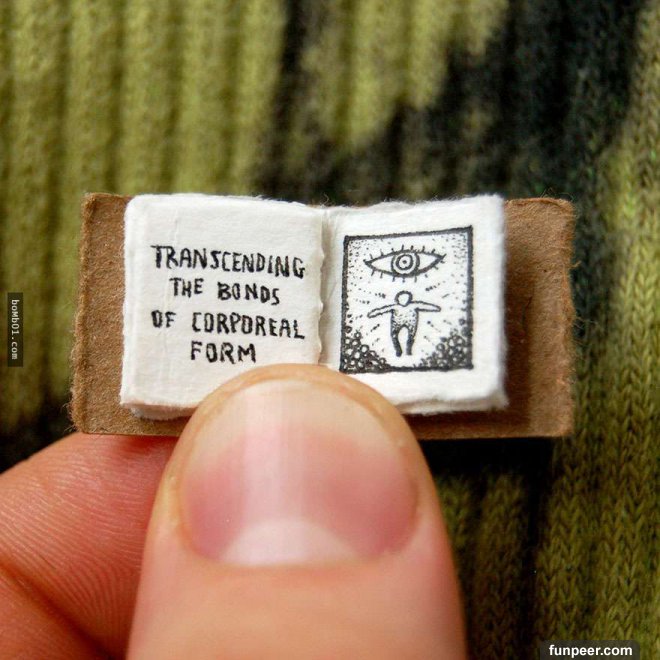 TRANSCENDING
THE BONDS
OF CORPOREAL
FORM
boMb01.com
funpeer.com